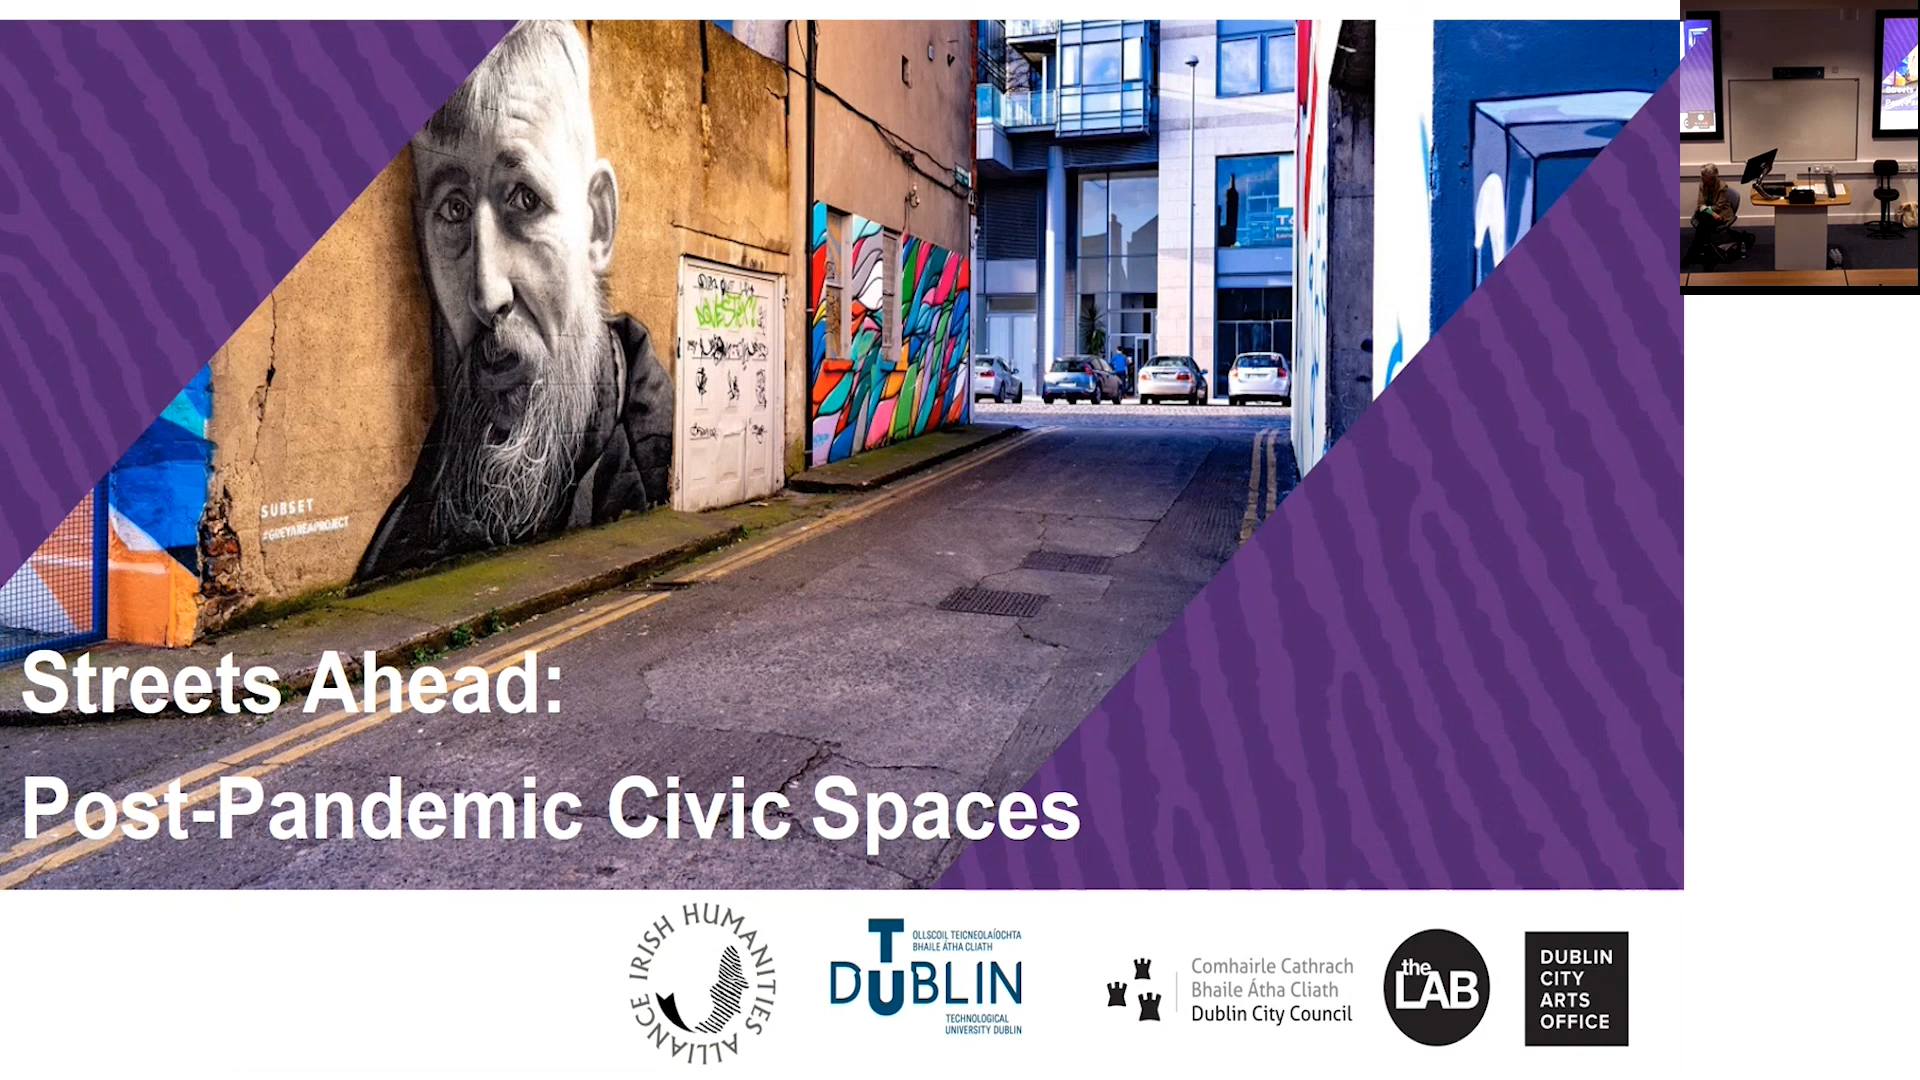 SUBSET
#GREYAREAPROJECT
Streets Ahead:
Post-Pandemic Civic Spaces
IRISH HUMANITIES ALLIANCE
OLLSCOIL TEICNEOLAÍOCHTA
BHAILE ÁTHA CLIATH
TU DUBLIN
TECHNOLOGICAL
UNIVERSITY DUBLIN
Comhairle Cathrach
Bhaile Átha Cliath
Dublin City Council
the
LAB
DUBLIN
CITY
ARTS
OFFICE